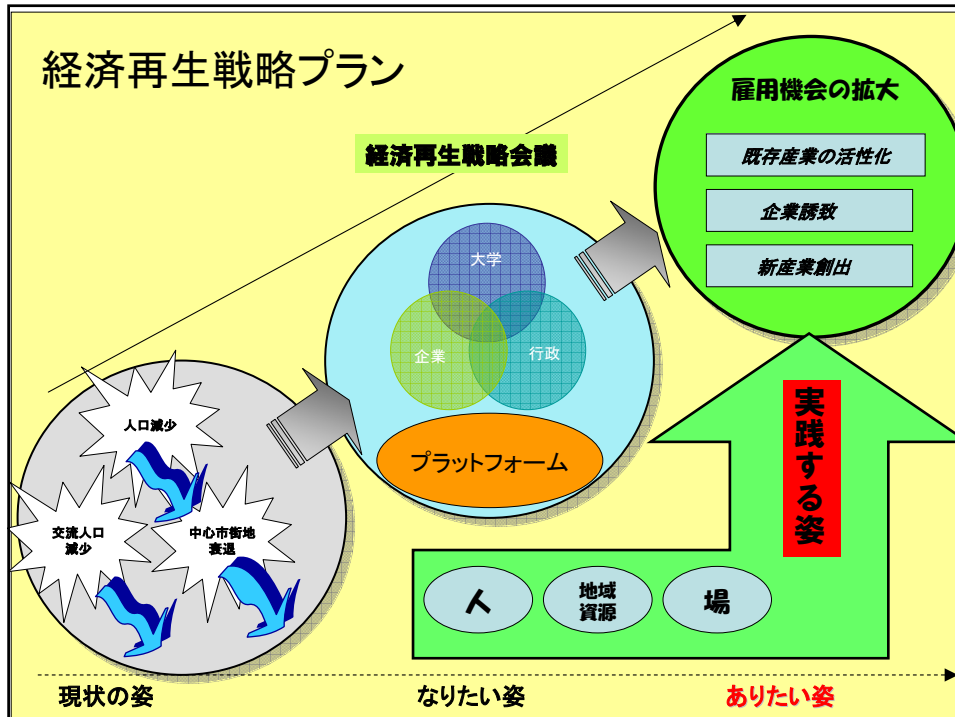 経済再生戦略プラン
雇用機会の拡大
経済再生戦略会議
既存産業の活性化
企業誘致
新産業創出
大学
企業
行政
プラットフォーム
人口減少
交流人口
減少
中心市街地
衰退
実践する姿
人
地域
資源
場
現状の姿
なりたい姿
ありたい姿